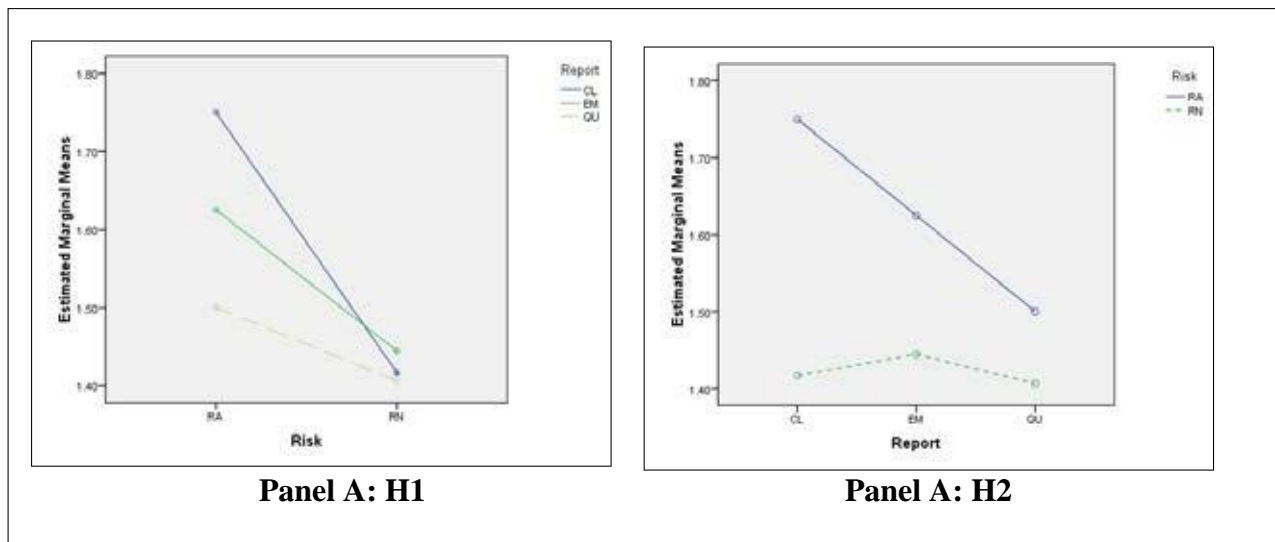 Report
CL
EM
QU
1.80
1.70
1.60
1.50
1.40
Estimated Marginal Means
RA
RN
Risk
Panel A: H1
Risk
RA
RN
1.80
1.70
1.60
1.50
1.40
Estimated Marginal Means
CL
EM
QU
Report
Panel A: H2